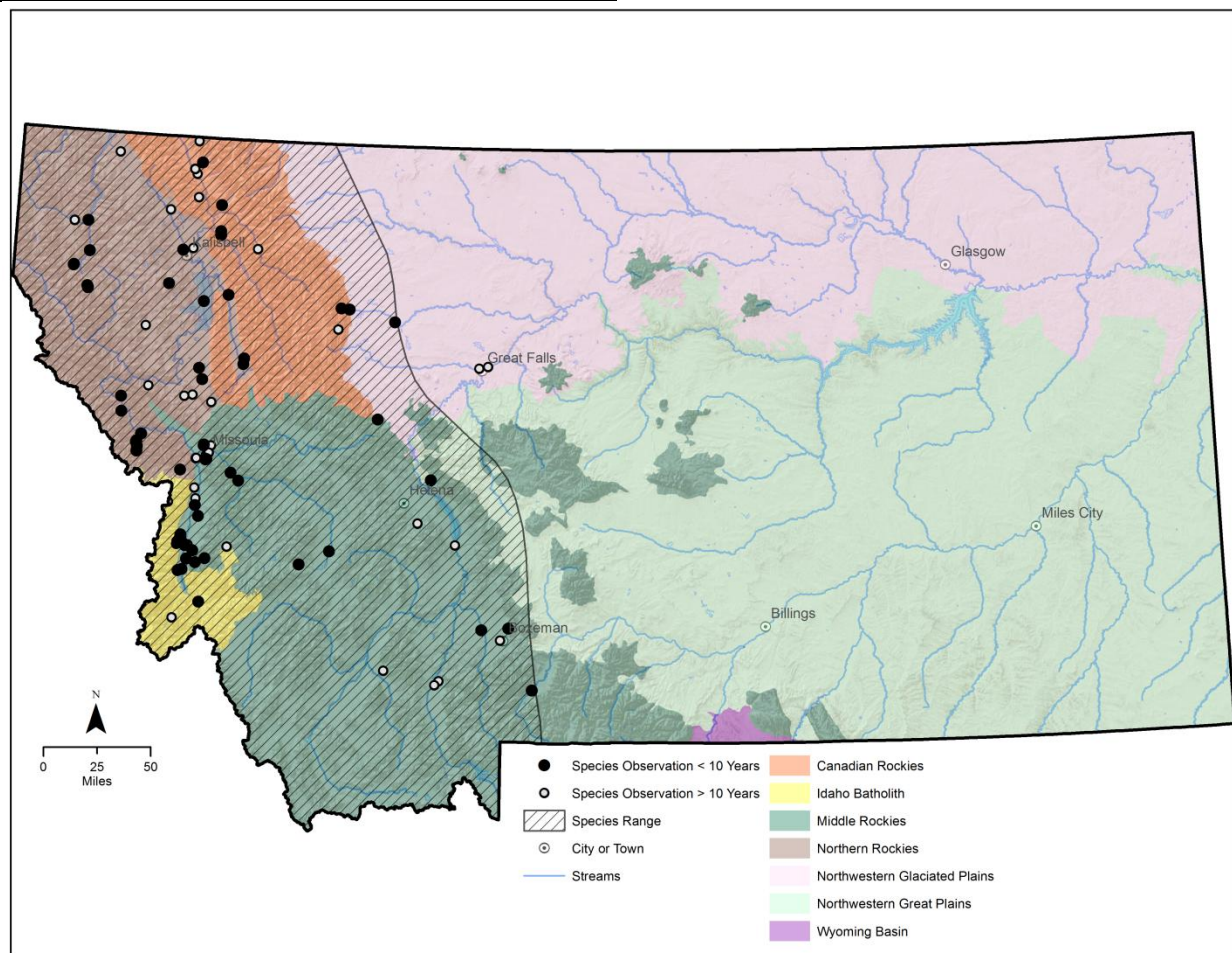 Kalispell
Glasgow
Great Falls
Missoula
Helena
Miles City
Billings
Bozeman
N
0 25 50
Miles
Species Observation < 10 Years
Species Observation > 10 Years
Species Range
City or Town
Streams
Canadian Rockies
Idaho Batholith
Middle Rockies
Northern Rockies
Northwestern Glaciated Plains
Northwestern Great Plains
Wyoming Basin